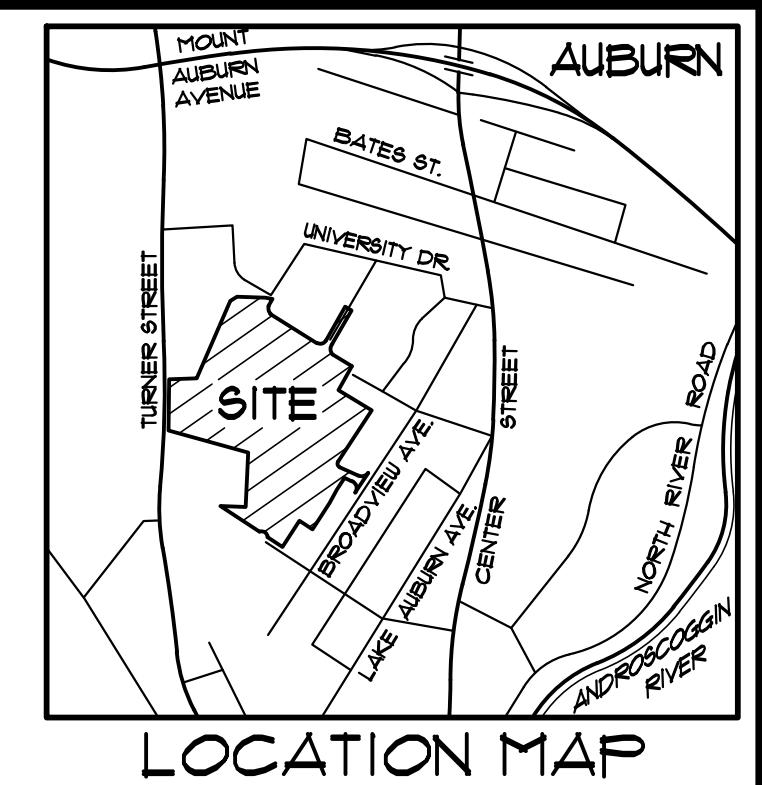 MOUNT
AUBURN
AVENUE
AUBURN
BATES ST.
UNIVERSITY DR
TURNER STREET
SITE
STREET
CENTER
NORTH RIVER ROAD
BROADVIEW AVE.
LAKE AUBURN AVE.
ANDROSCOGGIN
RIVER
LOCATION MAP